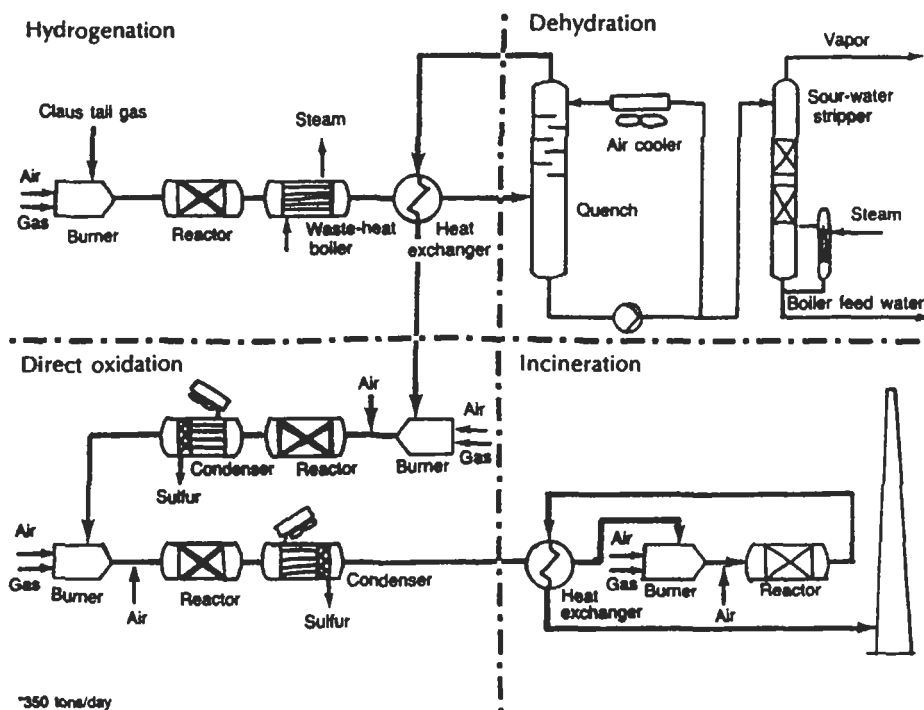 Hydrogenation
Claus tail gas
Air
Gas
Burner
Reactor
Steam
Waste-heat
boiler
Heat
exchanger
Dehydration
Vapor
Sour-water
stripper
Air cooler
Quench
Steam
Boiler feed water
Direct oxidation
Air
Air
Gas
Burner
Reactor
Condenser
Sulfur
Air
Gas
Burner
Air
Reactor
Condenser
Sulfur
Incineration
Heat
exchanger
Air
Gas
Burner
Air
Reactor
*350 tons/day